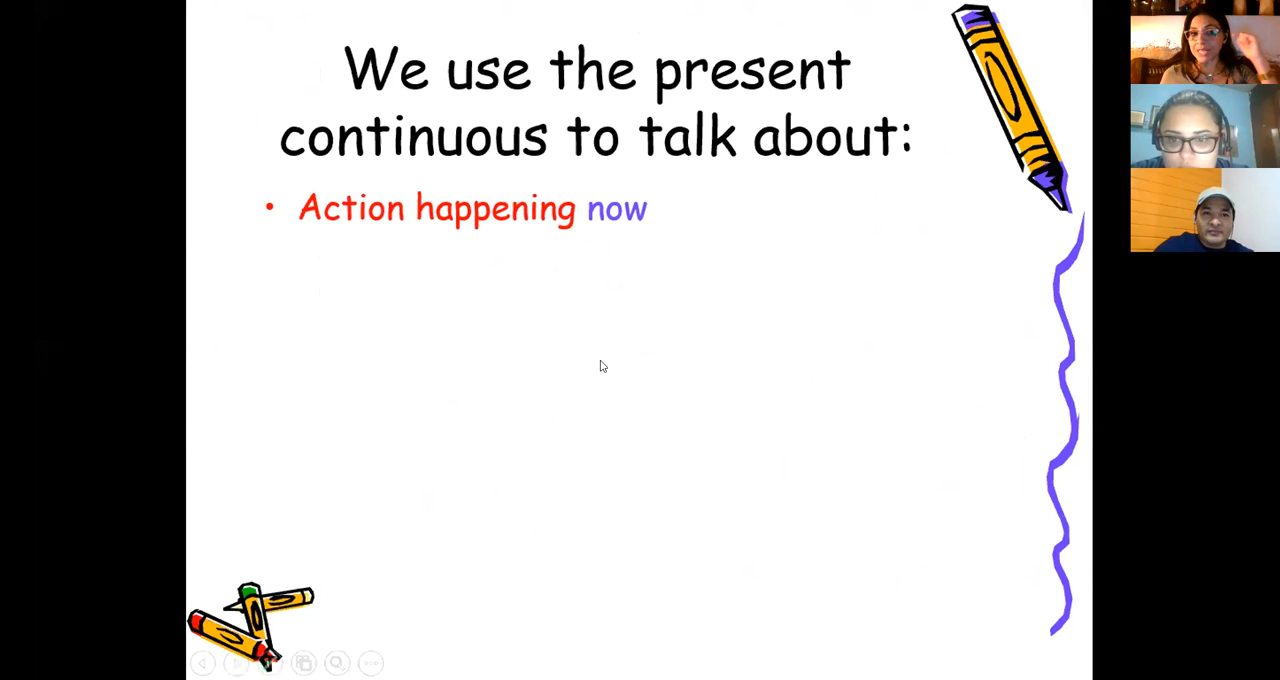 We use the present
continuous to talk about:
• Action happening now